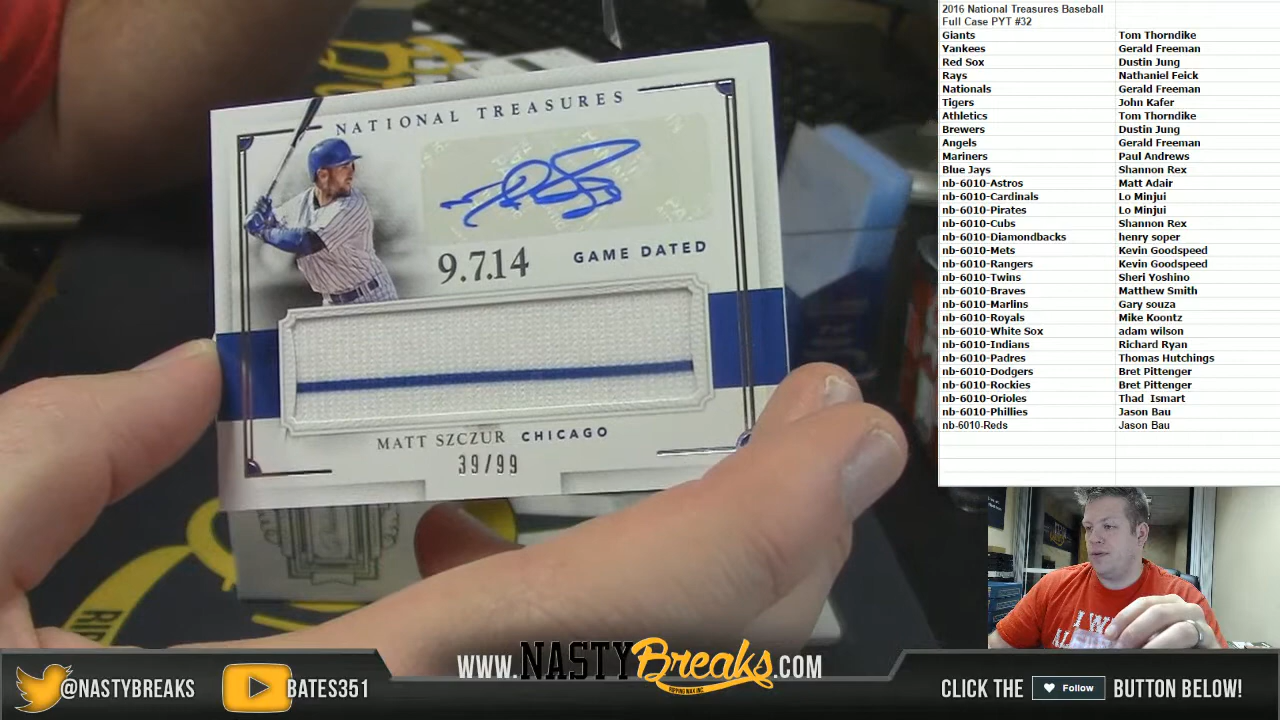 NATIONAL TREASURES
9.7.14 GAME DATED
MATT SZCZUR CHICAGO
39/99
2016 National Treasures Baseball
Full Case PYT #32
Giants Tom Thorndike
Yankees Gerald Freeman
Red Sox Dustin Jung
Rays Nathaniel Feick
Nationals Gerald Freeman
Tigers John Kafer
Athletics Tom Thorndike
Brewers Dustin Jung
Angels Gerald Freeman
Mariners Paul Andrews
Blue Jays Shannon Rex
nb-6010-Astros Matt Adair
nb-6010-Cardinals Lo Minjui
nb-6010-Pirates Lo Minjui
nb-6010-Cubs Shannon Rex
nb-6010-Diamondbacks henry soper
nb-6010-Mets Kevin Goodspeed
nb-6010-Rangers Kevin Goodspeed
nb-6010-Twins Sheri Yoshino
nb-6010-Braves Matthew Smith
nb-6010-Marlins Gary souza
nb-6010-Royals Mike Koontz
nb-6010-White Sox adam wilson
nb-6010-Indians Richard Ryan
nb-6010-Padres Thomas Hutchings
nb-6010-Dodgers Bret Pittenger
nb-6010-Rockies Bret Pittenger
nb-6010-Orioles Thad Ismart
nb-6010-Phillies Jason Bau
nb-6010-Reds Jason Bau
@NASTYBREAKS
BATES351
WWW.NASTYBreaks.COM
RIPPING WAX INC.
CLICK THE Follow BUTTON BELOW!